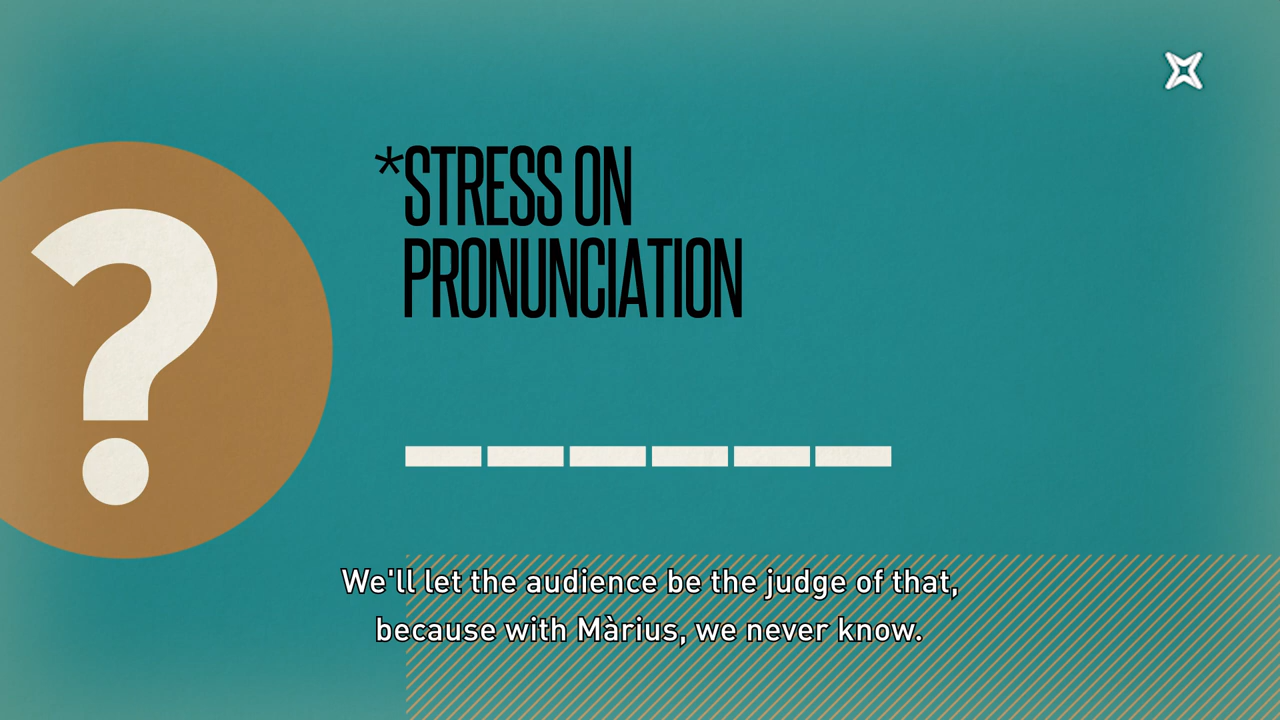 *STRESS ON
PRONUNCIATION
?
We'll let the audience be the judge of that,
because with Màrius, we never know.